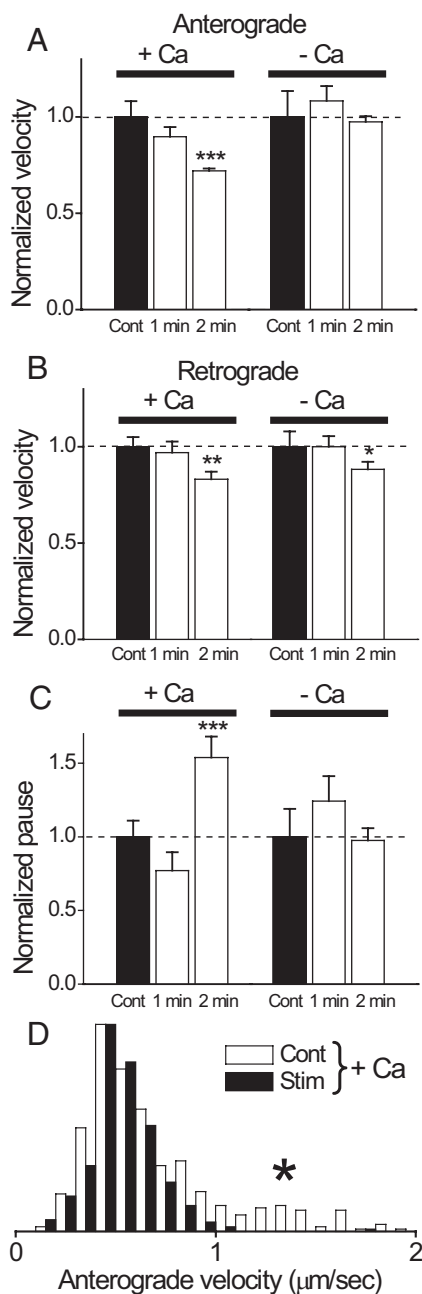 A Anterograde
+ Ca - Ca
Normalized velocity
1.0
0.5
0.0
***
Cont 1 min 2 min Cont 1 min 2 min
B Retrograde
+ Ca - Ca
Normalized velocity
1.0
0.5
0.0
** *
Cont 1 min 2 min Cont 1 min 2 min
C
+ Ca - Ca
Normalized pause
1.5
1.0
0.5
0.0
***
Cont 1 min 2 min Cont 1 min 2 min
D
Cont
Stim
} + Ca
*
0 1 2
Anterograde velocity (μm/sec)